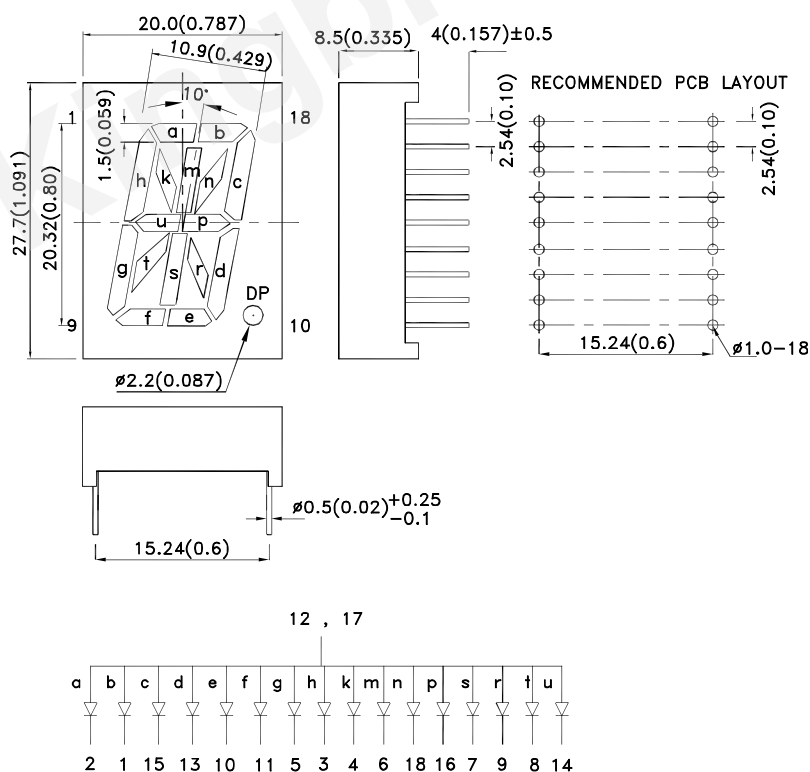 20.0(0.787)
10.9(0.429)
8.5(0.335)
4(0.157)±0.5
RECOMMENDED PCB LAYOUT
10°
1
18
1.5(0.059)
27.7(1.091)
20.32(0.80)
a
b
h
k
m
n
c
u
p
g
t
s
r
d
f
e
DP
9
10
ø2.2(0.087)
2.54(0.10)
2.54(0.10)
15.24(0.6)
ø1.0-18
ø0.5(0.02)+0.25
-0.1
15.24(0.6)
12 , 17
a b c d e f g h k m n p s r t u
2 1 15 13 10 11 5 3 4 6 18 16 7 9 8 14